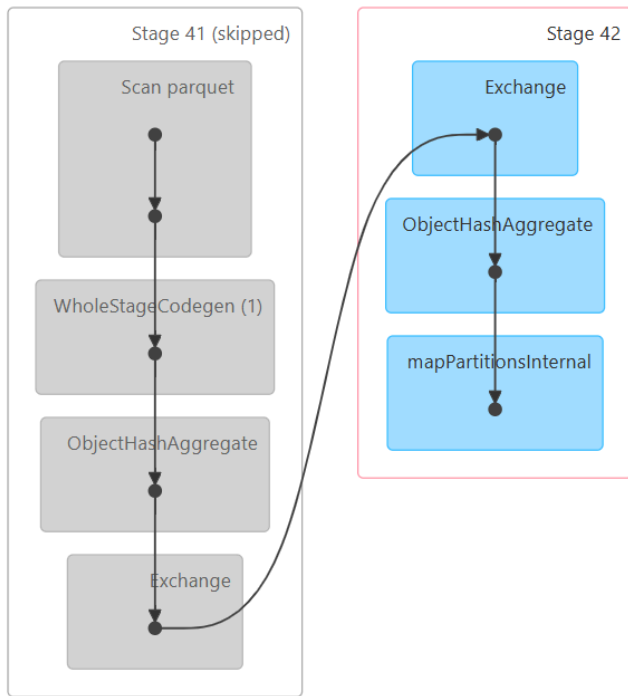 Stage 41 (skipped)
Scan parquet
WholeStageCodegen (1)
ObjectHashAggregate
Exchange
Stage 42
Exchange
ObjectHashAggregate
mapPartitionsInternal